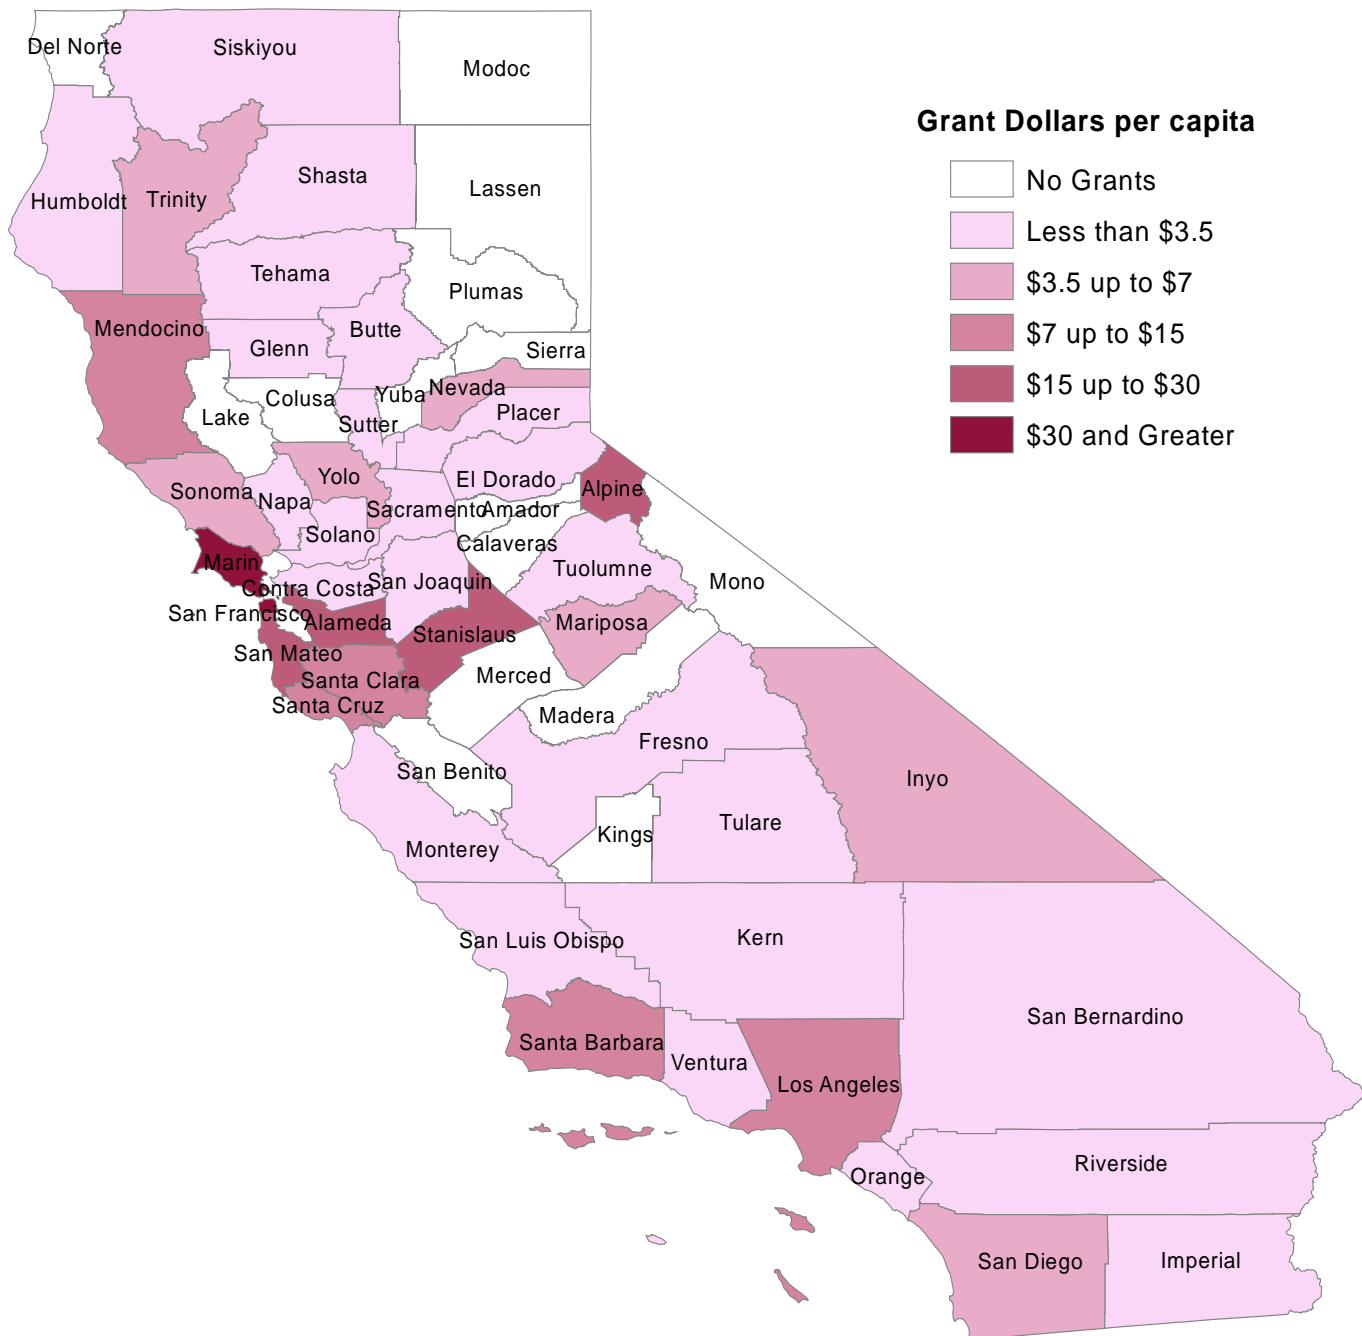 Del Norte
Siskiyou
Modoc
Grant Dollars per capita
No Grants
Less than $3.5
$3.5 up to $7
$7 up to $15
$15 up to $30
$30 and Greater
Shasta
Lassen
Humboldt
Trinity
Tehama
Plumas
Mendocino
Butte
Glenn
Sierra
Nevada
Yuba
Colusa
Placer
Lake
Sutter
Yolo
El Dorado
Alpine
Sonoma
Napa
Sacramento
Amador
Solano
Calaveras
Marin
Tuolumne
Mono
Contra Costa
San Joaquin
San Francisco
Alameda
Mariposa
Stanislaus
San Mateo
Merced
Santa Clara
Santa Cruz
Madera
Fresno
San Benito
Inyo
Tulare
Kings
Monterey
San Luis Obispo
Kern
San Bernardino
Santa Barbara
Ventura
Los Angeles
Riverside
Orange
San Diego
Imperial